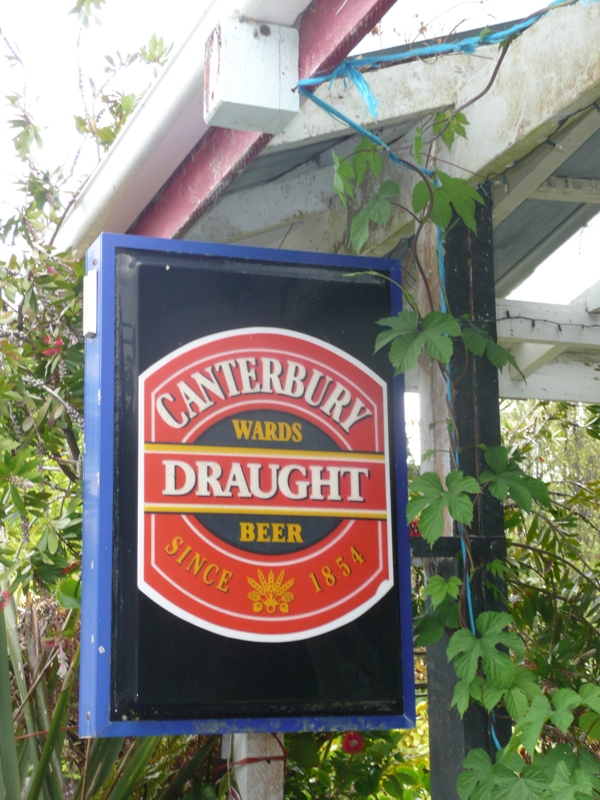 CANTERBURY
WARDS
DRAUGHT
BEER
SINCE 1854